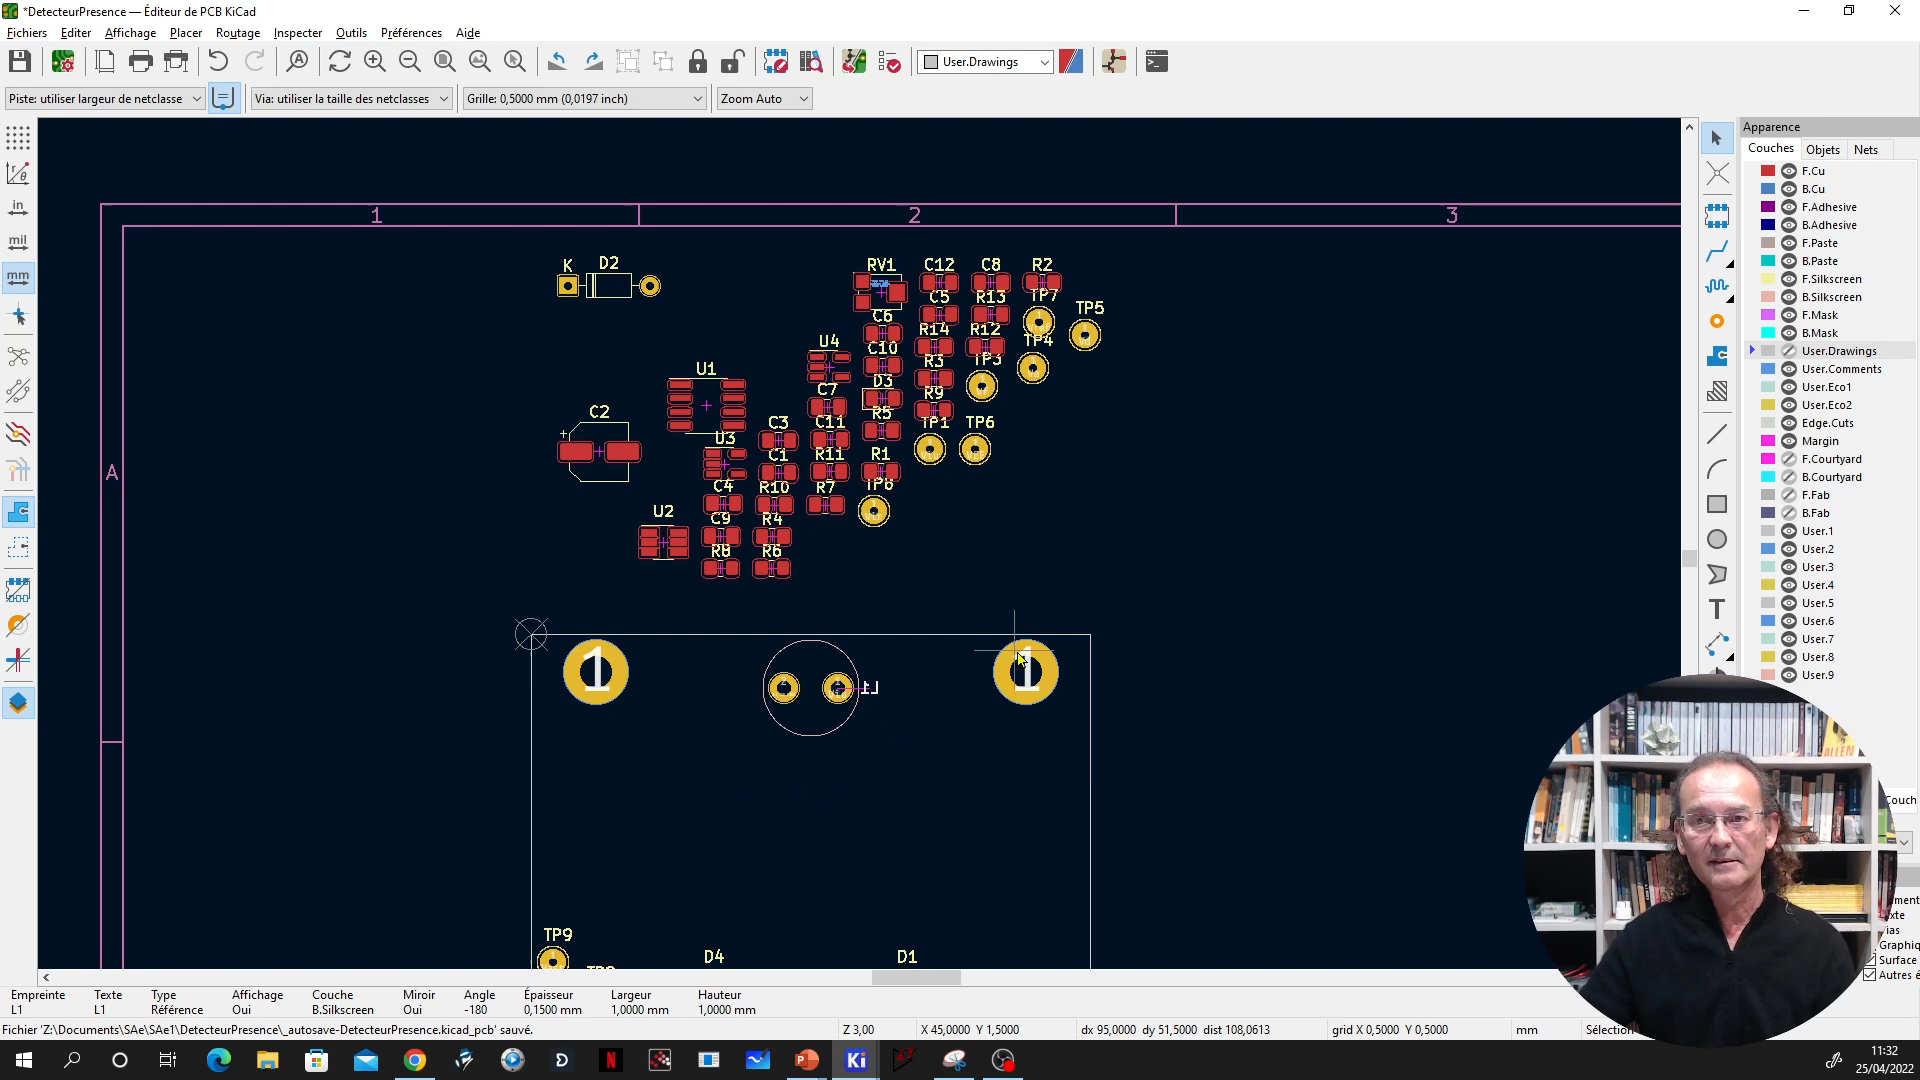 *DetecteurPresence — Éditeur de PCB KiCad
Fichiers Editer Affichage Placer Routage Inspecter Outils Préférences Aide
User.Drawings
Piste: utiliser largeur de netclasse
Via: utiliser la taille des netclasses
Grille: 0,5000 mm (0,0197 inch)
Zoom Auto
in
mil
mm
1 2 3
A
K D2
RV1 C12 C8 R2
C5 R13 TP7 TP5
C6 R14 R12 TP4
U4 C10 R3 TP3
U1 D3 R9
C7 R5
C2 C11 TP1 TP6
C3
U3 C1 R11 R1
C4 R10 R7 TP8
U2 C9 R4
R8 R6
1 L1 1
TP9 D4 D1
Apparence
Couches Objets Nets
F.Cu
B.Cu
F.Adhesive
B.Adhesive
F.Paste
B.Paste
F.Silkscreen
B.Silkscreen
F.Mask
B.Mask
User.Drawings
User.Comments
User.Eco1
User.Eco2
Edge.Cuts
Margin
F.Courtyard
B.Courtyard
F.Fab
B.Fab
User.1
User.2
User.3
User.4
User.5
User.6
User.7
User.8
User.9
Empreinte Texte Type Affichage Couche Miroir Angle Épaisseur Largeur Hauteur
L1 L1 Référence Oui B.Silkscreen Oui -180 0,1500 mm 1,0000 mm 1,0000 mm
Fichier 'Z:\Documents\SAe\SAe1\DetecteurPresence\_autosave-DetecteurPresence.kicad_pcb' sauvé.
Z 3,00
X 45,0000 Y 1,5000
dx 95,0000 dy 51,5000 dist 108,0613
grid X 0,5000 Y 0,5000
mm
Sélection
11:32
25/04/2022